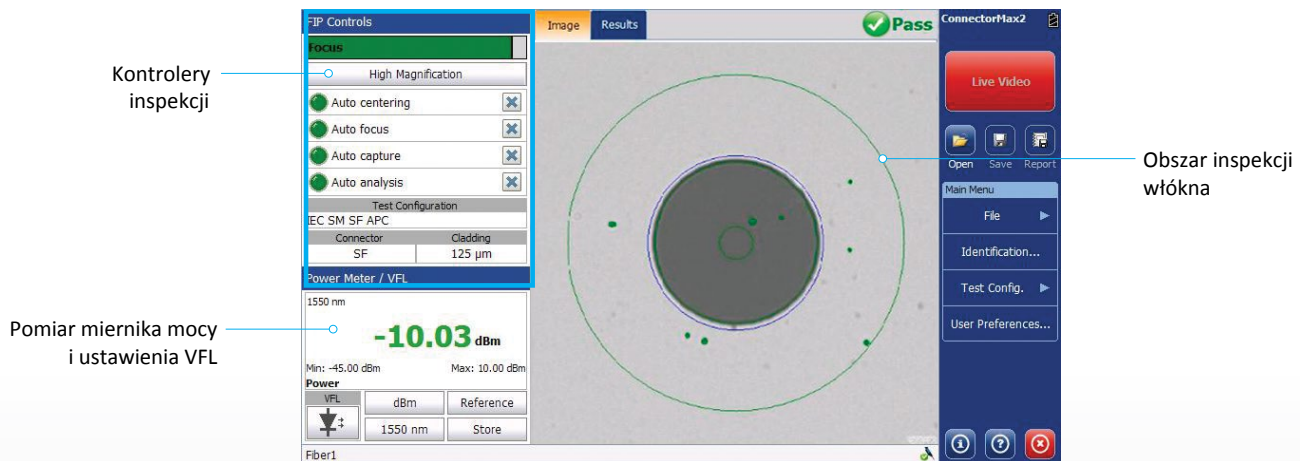 Kontrolery
inspekcji
Pomiar miernika mocy
i ustawienia VFL
FIP Controls
Focus
High Magnification
Auto centering
Auto focus
Auto capture
Auto analysis
Test Configuration
IEC SM SF APC
Connector Cladding
SF 125 µm
Power Meter / VFL
1550 nm
-10.03 dBm
Min: -45.00 dBm Max: 10.00 dBm
Power
VFL dBm Reference
1550 nm Store
Fiber1
Image Results
Pass
ConnectorMax2
Live Video
Open Save Report
Main Menu
File
Identification...
Test Config.
User Preferences...
Obszar inspekcji
włókna